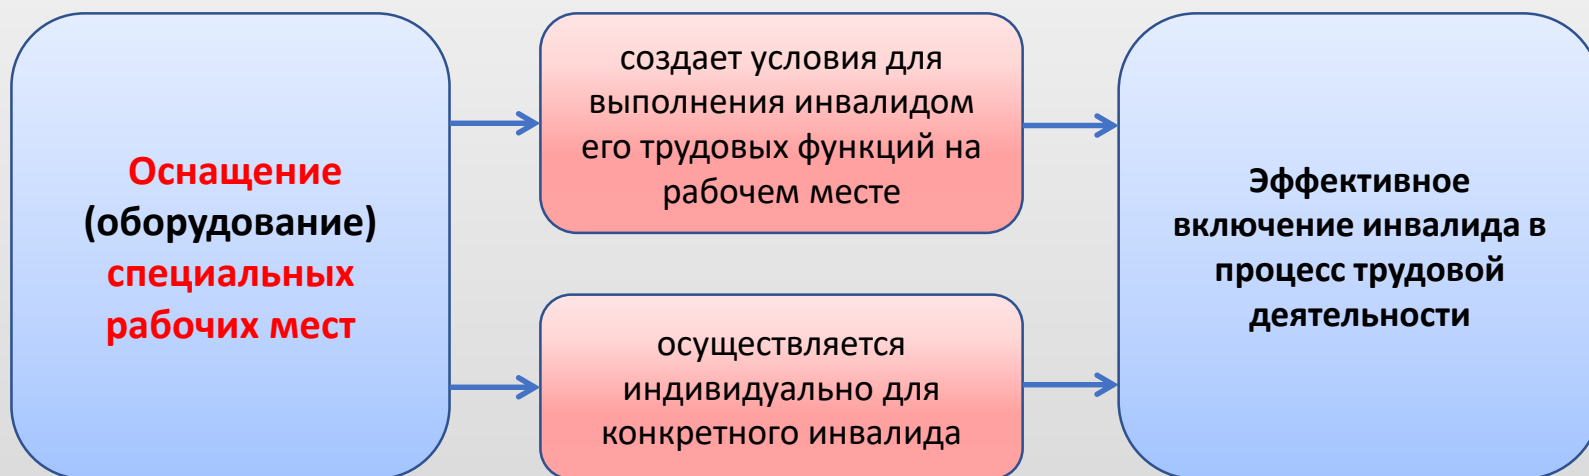 Оснащение
(оборудование)
специальных
рабочих мест
создает условия для
выполнения инвалидом
его трудовых функций на
рабочем месте
осуществляется
индивидуально для
конкретного инвалида
Эффективное
включение инвалида в
процесс трудовой
деятельности